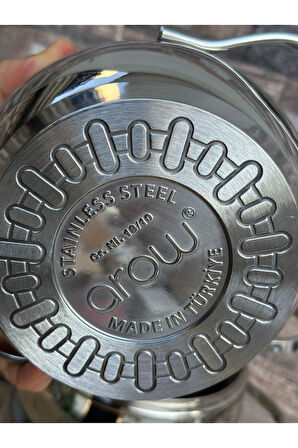 STAINLESS STEEL
Cr. Ni. 18/10
arow®
MADE IN TÜRKİYE